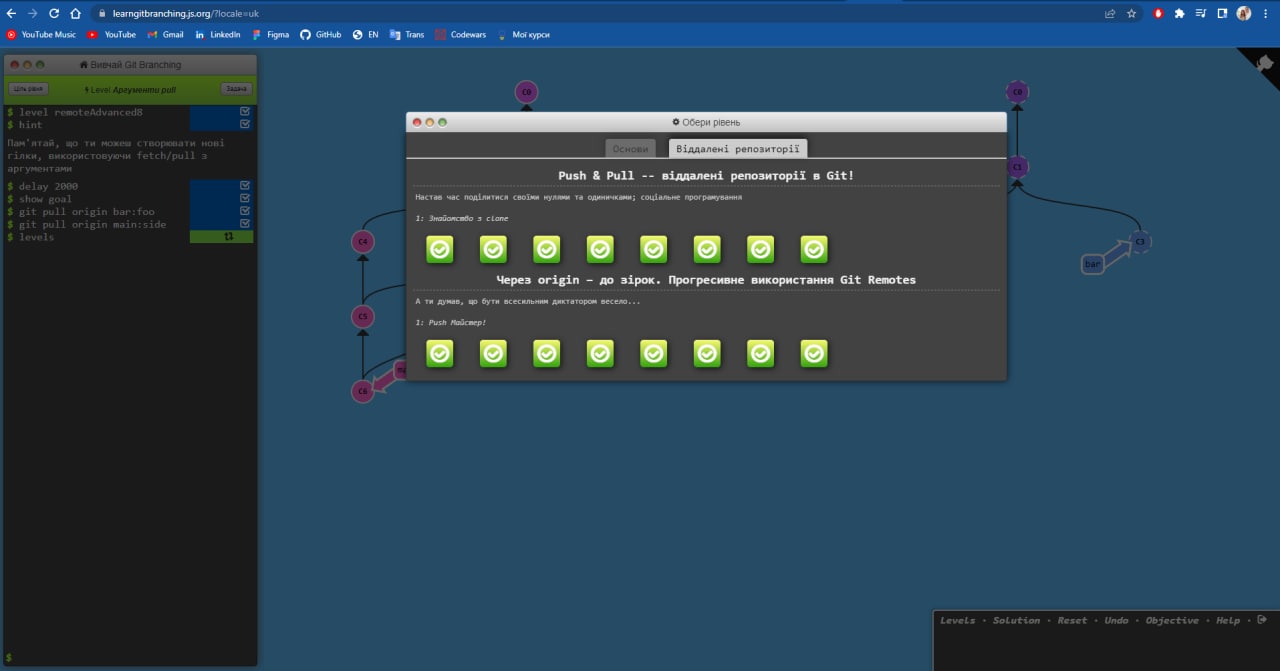 learngitbranching.js.org/?locale=uk
YouTube Music
YouTube
Gmail
LinkedIn
Figma
GitHub
EN
Trans
Codewars
Мої курси
Вивчай Git Branching
Ціль рівня
Level Аргументи pull
Задача
$ level remoteAdvanced8
$ hint
Пам'ятай, що ти можеш створювати нові
гілки, використовуючи fetch/pull з
аргументами
$ delay 2000
$ show goal
$ git pull origin bar:foo
$ git pull origin main:side
$ levels
$
C0
C4
C5
C6
Обери рівень
Основи
Віддалені репозиторії
Push & Pull -- віддалені репозиторії в Git!
Настав час поділитися своїми нулями та одиничками; соціальне програмування
1: Знайомство з clone
Через origin – до зірок. Прогресивне використання Git Remotes
А ти думав, що бути всесильним диктатором весело...
1: Push Майстер!
C0
C1
C3
bar
Levels · Solution · Reset · Undo · Objective · Help ·